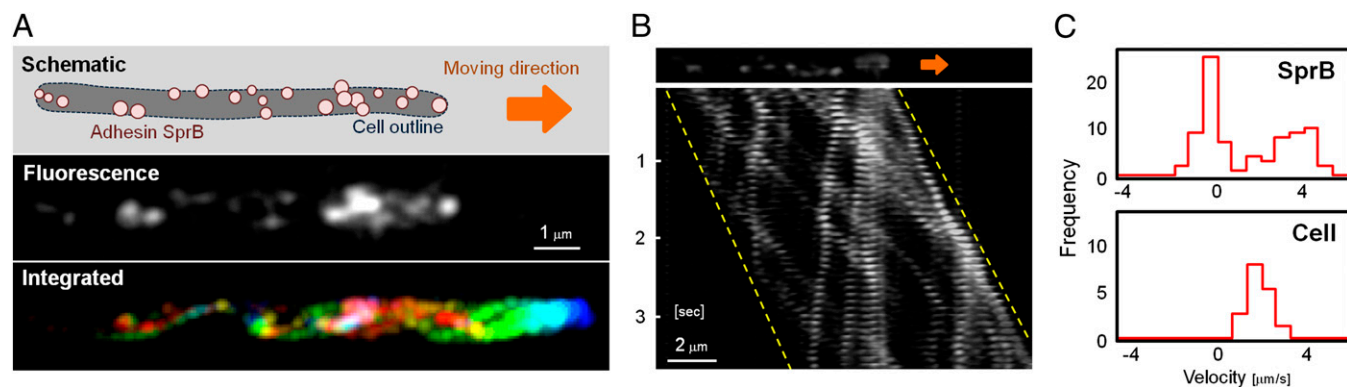 A
Schematic
Moving direction
Adhesin SprB
Cell outline
Fluorescence
1 μm
Integrated
B
1
2
[sec]
3
2 μm
C
SprB
20
10
0
-4 0 4
Frequency
Cell
10
5
0
-4 0 4
Velocity [μm/s]